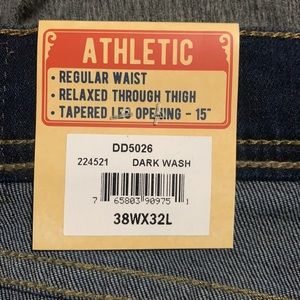 ATHLETIC
• REGULAR WAIST
• RELAXED THROUGH THIGH
• TAPERED LEG OPENING - 15"
DD5026
224521 DARK WASH
7 65803 90975 1
38WX32L